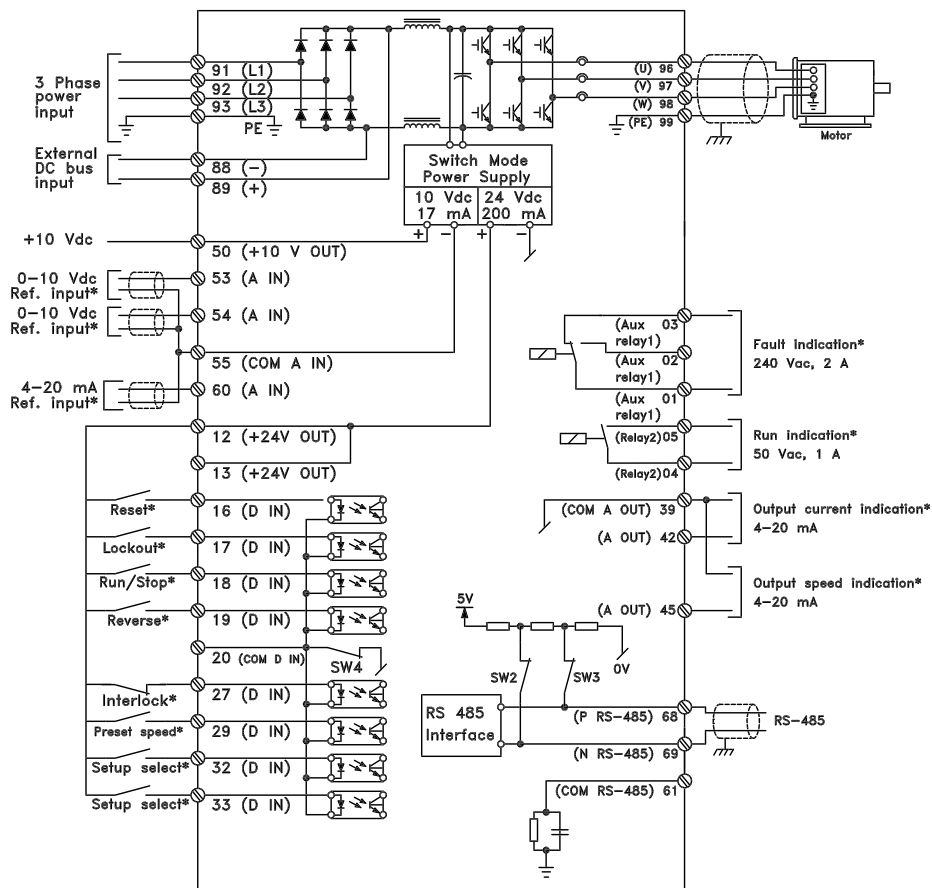 3 Phase
power
input
91 (L1)
92 (L2)
93 (L3)
PE
External
DC bus
input
88 (−)
89 (+)
Switch Mode
Power Supply
10 Vdc
17 mA
24 Vdc
200 mA
+ − + −
(U) 96
(V) 97
(W) 98
(PE) 99
Motor
+10 Vdc
50 (+10 V OUT)
0−10 Vdc
Ref. input*
53 (A IN)
0−10 Vdc
Ref. input*
54 (A IN)
55 (COM A IN)
4−20 mA
Ref. input*
60 (A IN)
12 (+24V OUT)
13 (+24V OUT)
Reset*
16 (D IN)
Lockout*
17 (D IN)
Run/Stop*
18 (D IN)
Reverse*
19 (D IN)
20 (COM D IN)
SW4
Interlock*
27 (D IN)
Preset speed*
29 (D IN)
Setup select*
32 (D IN)
Setup select*
33 (D IN)
(Aux 03
relay1)
(Aux 02
relay1)
(Aux 01
relay1)
Fault indication*
240 Vac, 2 A
(Relay2)05
(Relay2)04
Run indication*
50 Vac, 1 A
(COM A OUT) 39
(A OUT) 42
Output current indication*
4−20 mA
(A OUT) 45
Output speed indication*
4−20 mA
5V
0V
SW2
SW3
RS 485
Interface
(P RS−485) 68
(N RS−485) 69
RS−485
(COM RS−485) 61